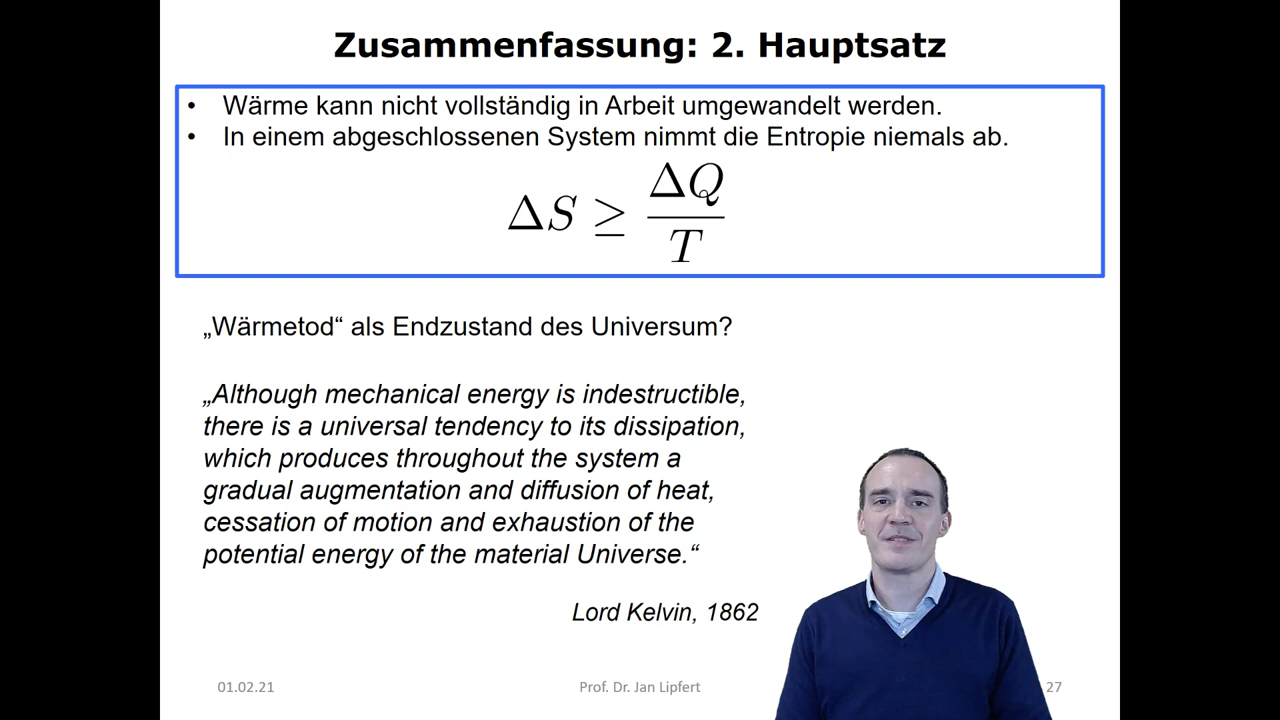 Zusammenfassung: 2. Hauptsatz
• Wärme kann nicht vollständig in Arbeit umgewandelt werden.
• In einem abgeschlossenen System nimmt die Entropie niemals ab.
ΔS ≥ ΔQ / T
„Wärmetod“ als Endzustand des Universum?
„Although mechanical energy is indestructible,
there is a universal tendency to its dissipation,
which produces throughout the system a
gradual augmentation and diffusion of heat,
cessation of motion and exhaustion of the
potential energy of the material Universe.“
Lord Kelvin, 1862
01.02.21
Prof. Dr. Jan Lipfert
27